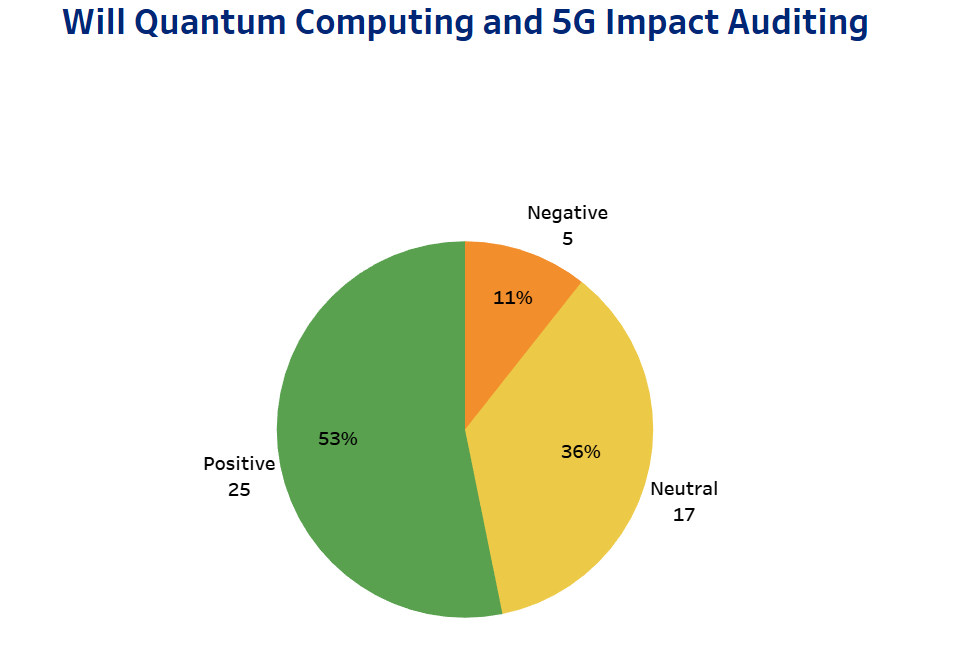 Will Quantum Computing and 5G Impact Auditing
Negative
5
11%
53%
36%
Positive
25
Neutral
17